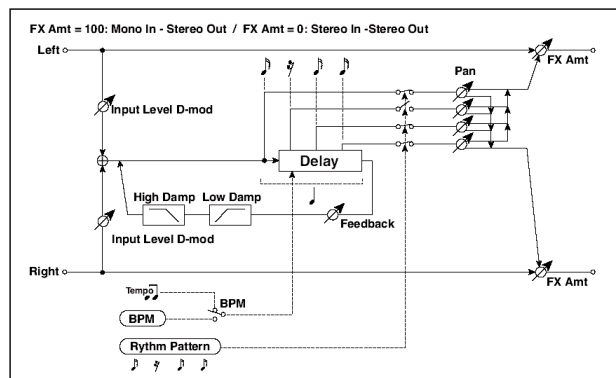 FX Amt = 100: Mono In - Stereo Out / FX Amt = 0: Stereo In -Stereo Out
Left
FX Amt
Pan
Input Level D-mod
Delay
High Damp
Low Damp
Feedback
Input Level D-mod
Right
FX Amt
Tempo
BPM
BPM
Rythm Pattern